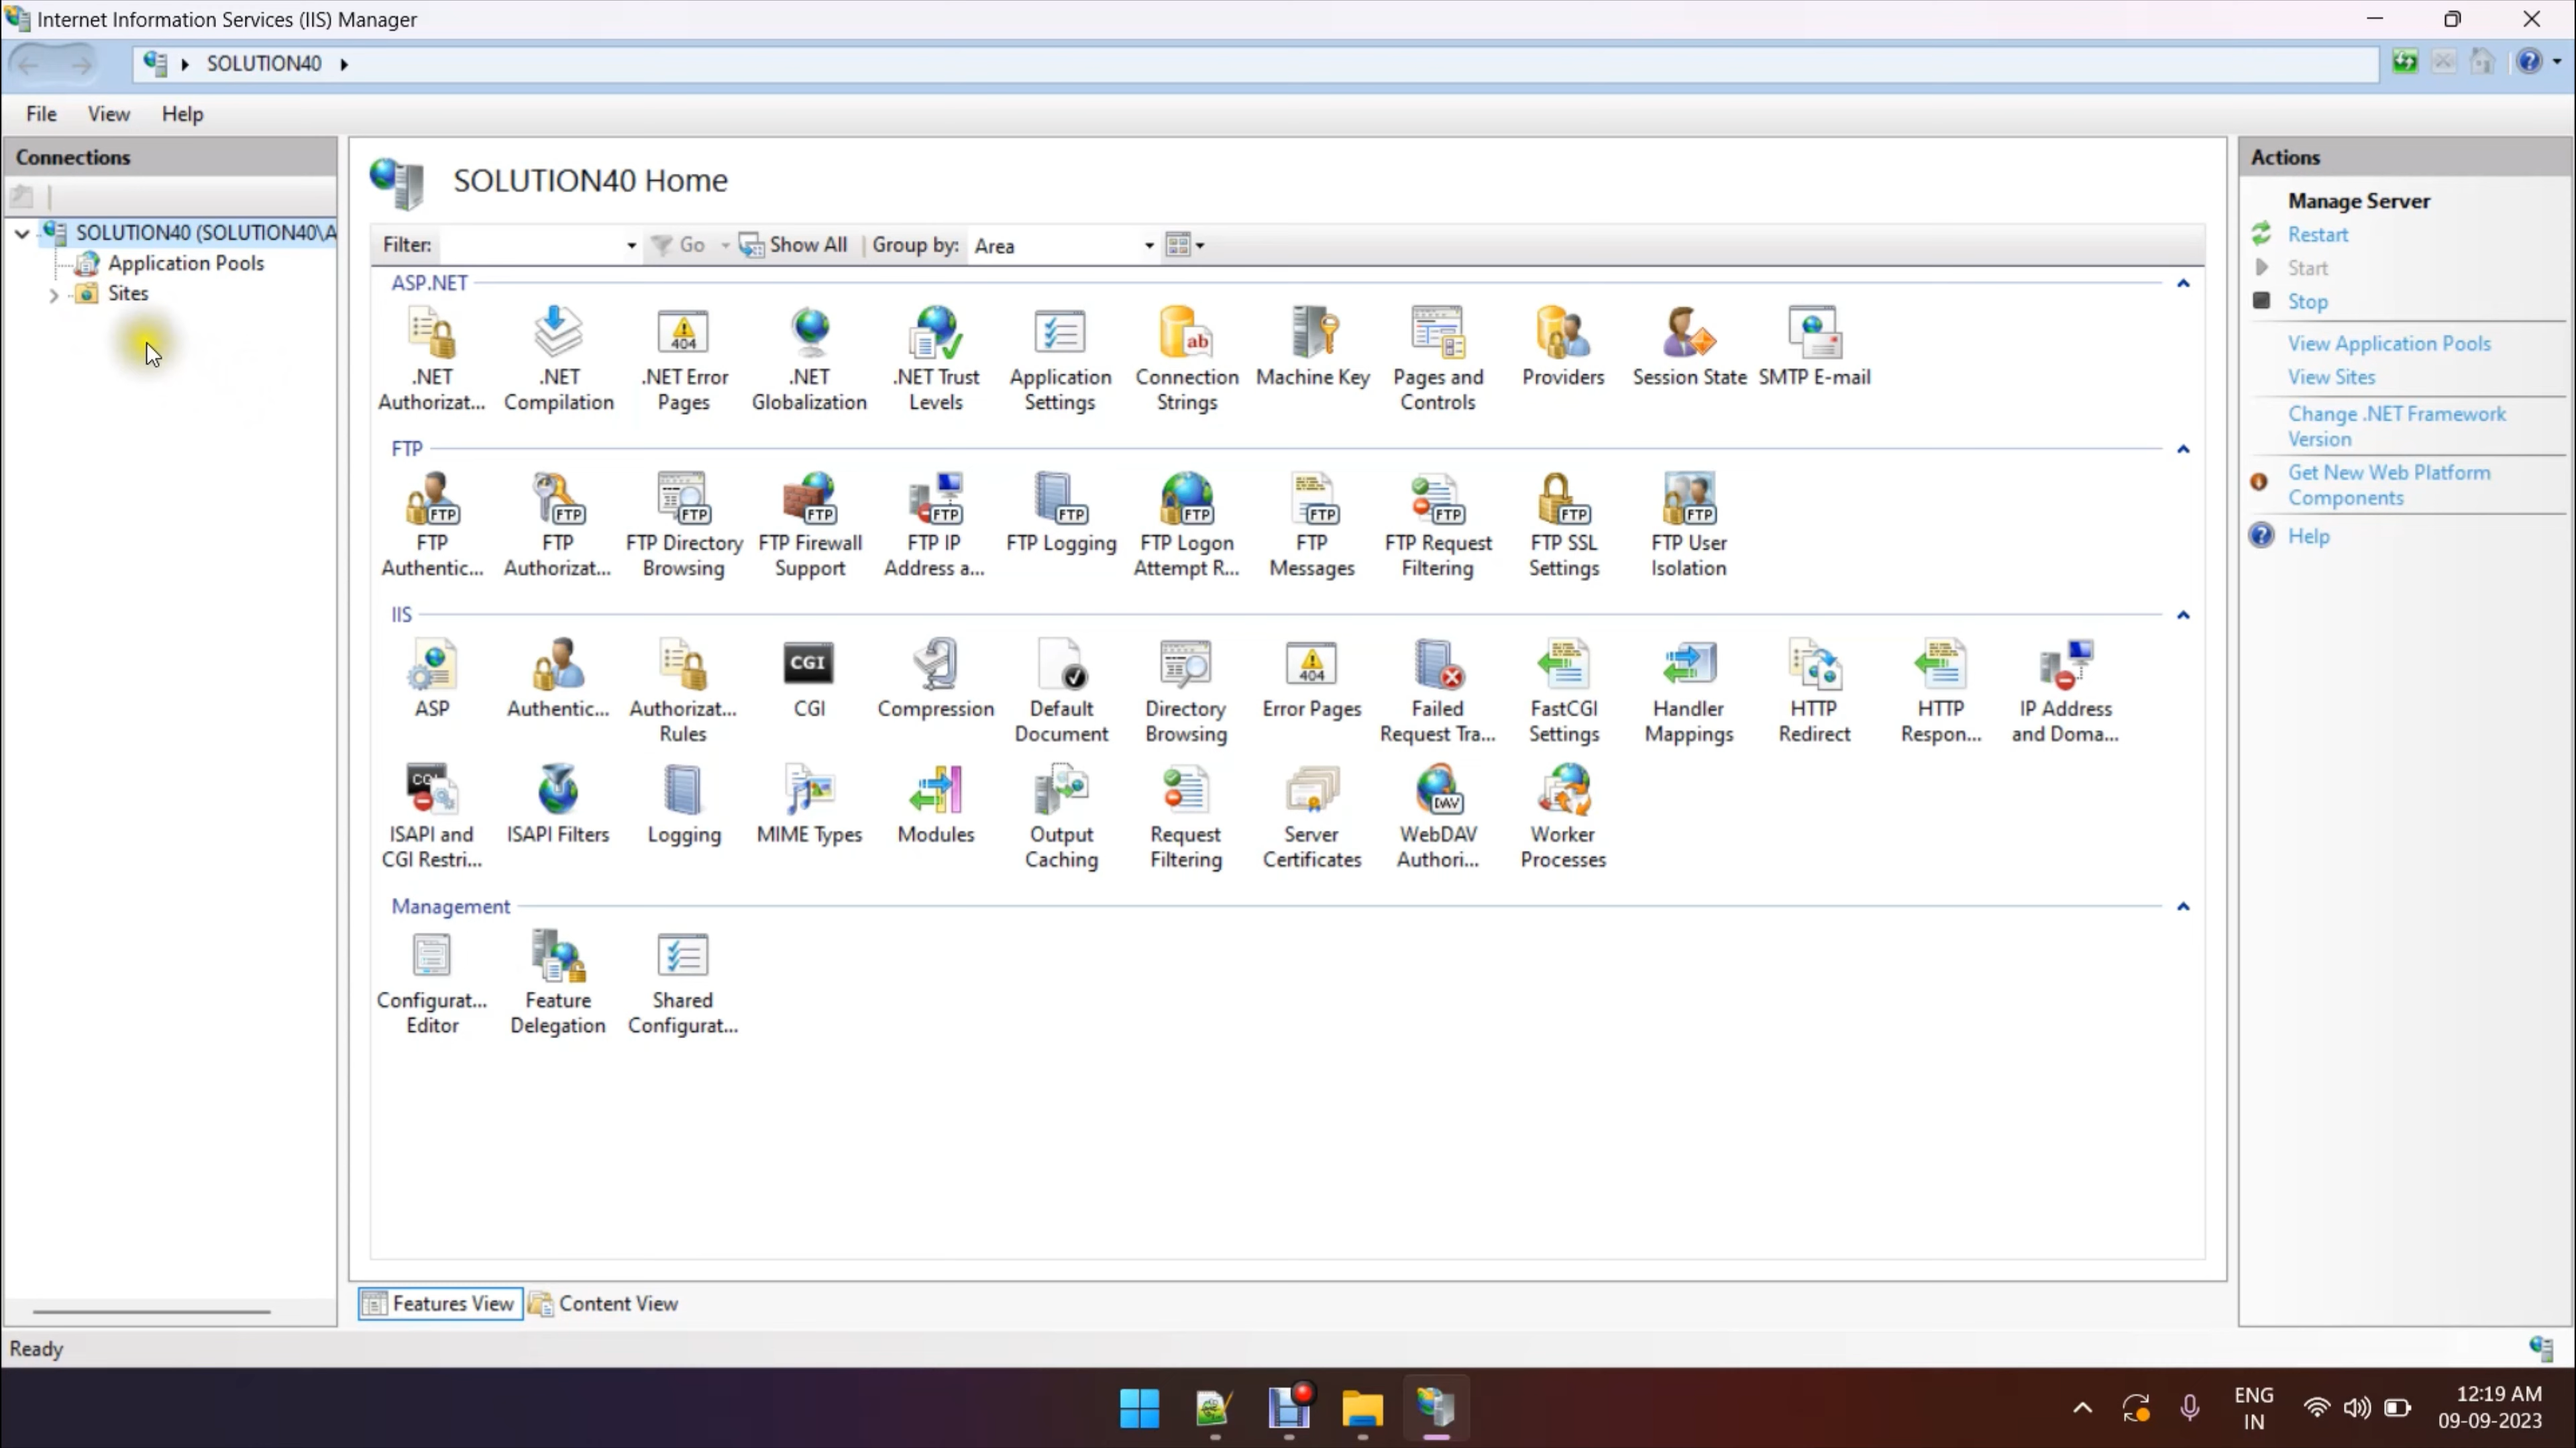 Internet Information Services (IIS) Manager
SOLUTION40
File View Help
Connections
SOLUTION40 (SOLUTION40\A
Application Pools
Sites
SOLUTION40 Home
Filter: Go Show All Group by: Area
ASP.NET
.NET Authorizat...
.NET Compilation
.NET Error Pages
.NET Globalization
.NET Trust Levels
Application Settings
Connection Strings
Machine Key
Pages and Controls
Providers
Session State
SMTP E-mail
FTP
FTP Authentic...
FTP Authorizat...
FTP Directory Browsing
FTP Firewall Support
FTP IP Address a...
FTP Logging
FTP Logon Attempt R...
FTP Messages
FTP Request Filtering
FTP SSL Settings
FTP User Isolation
IIS
ASP
Authentic...
Authorizat... Rules
CGI
Compression
Default Document
Directory Browsing
Error Pages
Failed Request Tra...
FastCGI Settings
Handler Mappings
HTTP Redirect
HTTP Respon...
IP Address and Doma...
ISAPI and CGI Restri...
ISAPI Filters
Logging
MIME Types
Modules
Output Caching
Request Filtering
Server Certificates
WebDAV Authori...
Worker Processes
Management
Configurat... Editor
Feature Delegation
Shared Configurat...
Features View Content View
Actions
Manage Server
Restart
Start
Stop
View Application Pools
View Sites
Change .NET Framework
Version
Get New Web Platform
Components
Help
Ready
ENG
IN
12:19 AM
09-09-2023